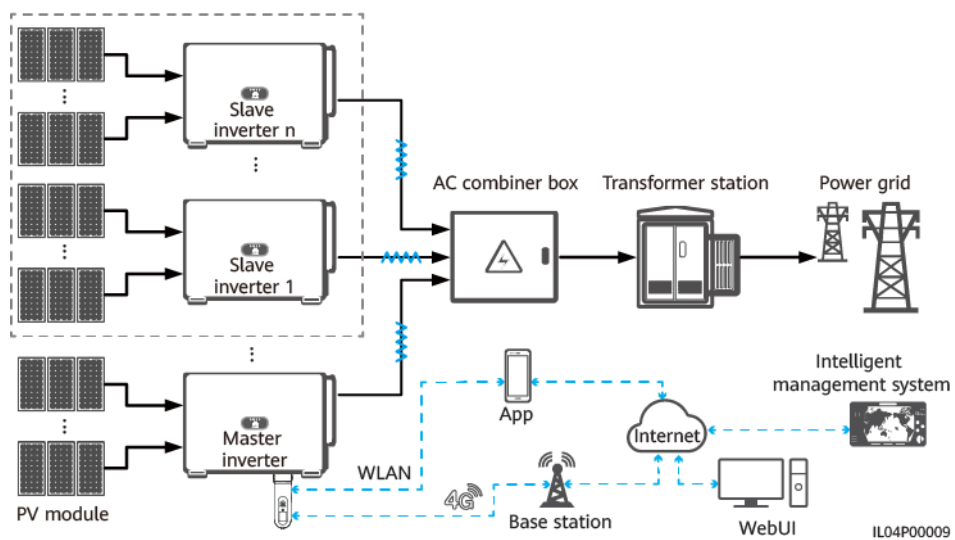 Slave
inverter n
AC combiner box
Transformer station
Power grid
Slave
inverter 1
Master
inverter
PV module
WLAN
App
4G
Base station
Internet
Intelligent
management system
WebUI
IL04P00009